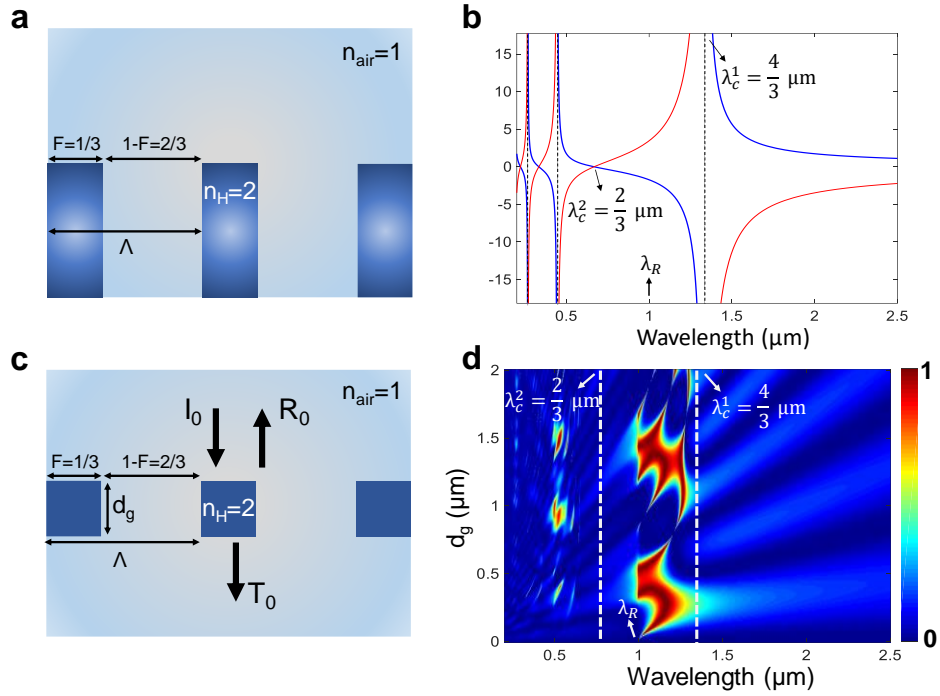 a
n_air=1
F=1/3
1-F=2/3
n_H=2
Λ
b
15
10
5
0
-5
-10
-15
λ_c^1 = 4/3 μm
λ_c^2 = 2/3 μm
λ_R
0.5
1
1.5
2
2.5
Wavelength (μm)
c
n_air=1
I_0
R_0
F=1/3
1-F=2/3
d_g
n_H=2
Λ
T_0
d
2
1.5
1
0.5
0
d_g (μm)
λ_c^2 = 2/3 μm
λ_c^1 = 4/3 μm
λ_R
0.5
1
1.5
2
2.5
Wavelength (μm)
1
0